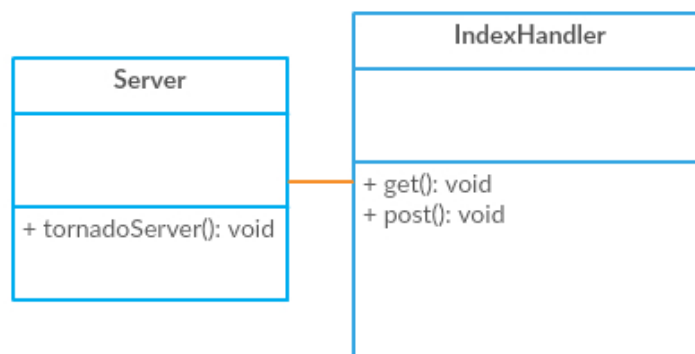 Server
+ tornadoServer(): void
IndexHandler
+ get(): void
+ post(): void